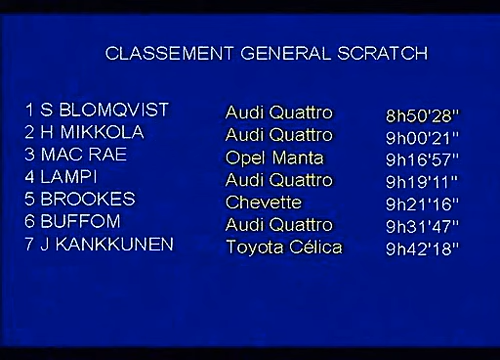 CLASSEMENT GENERAL SCRATCH
1 S BLOMQVIST Audi Quattro 8h50'28"
2 H MIKKOLA Audi Quattro 9h00'21"
3 MAC RAE Opel Manta 9h16'57"
4 LAMPI Audi Quattro 9h19'11"
5 BROOKES Chevette 9h21'16"
6 BUFFOM Audi Quattro 9h31'47"
7 J KANKKUNEN Toyota Célica 9h42'18"